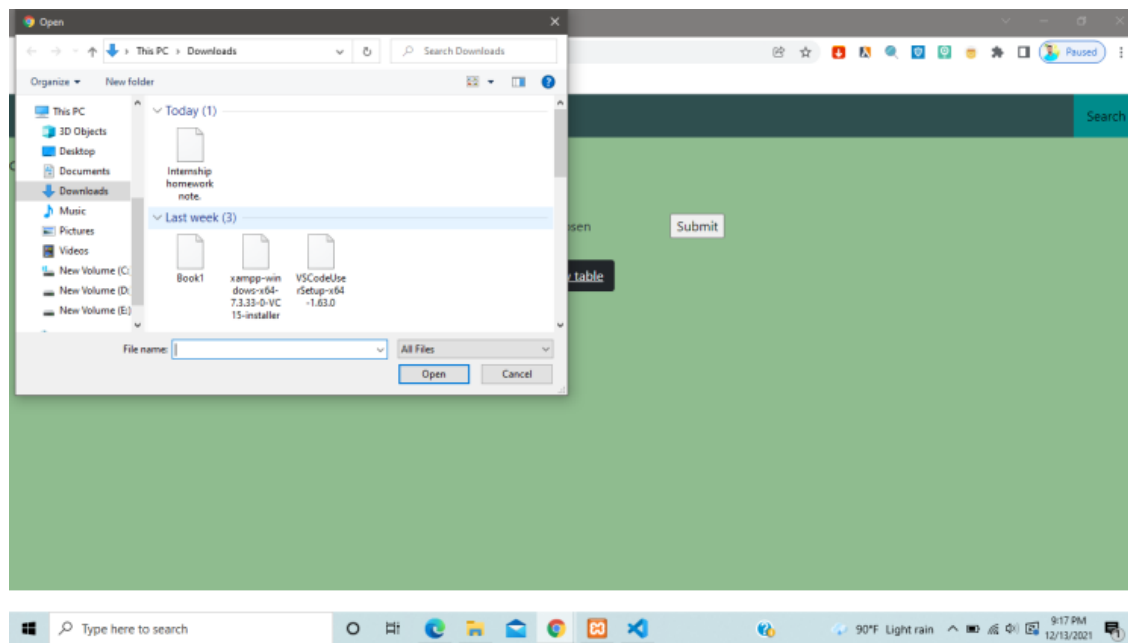 Open
This PC › Downloads
Search Downloads
Paused
Organize
New folder
Search
This PC
3D Objects
Desktop
Documents
Downloads
Music
Pictures
Videos
New Volume (C:
New Volume (D:
New Volume (E:)
Today (1)
Internship
homework
note.
Last week (3)
Book1
xampp-win
dows-x64-
7.3.33-0-VC
15-installer
VSCodeUse
rSetup-x64
-1.63.0
Submit
table
File name:
All Files
Open
Cancel
Type here to search
90°F Light rain
9:17 PM
12/13/2021